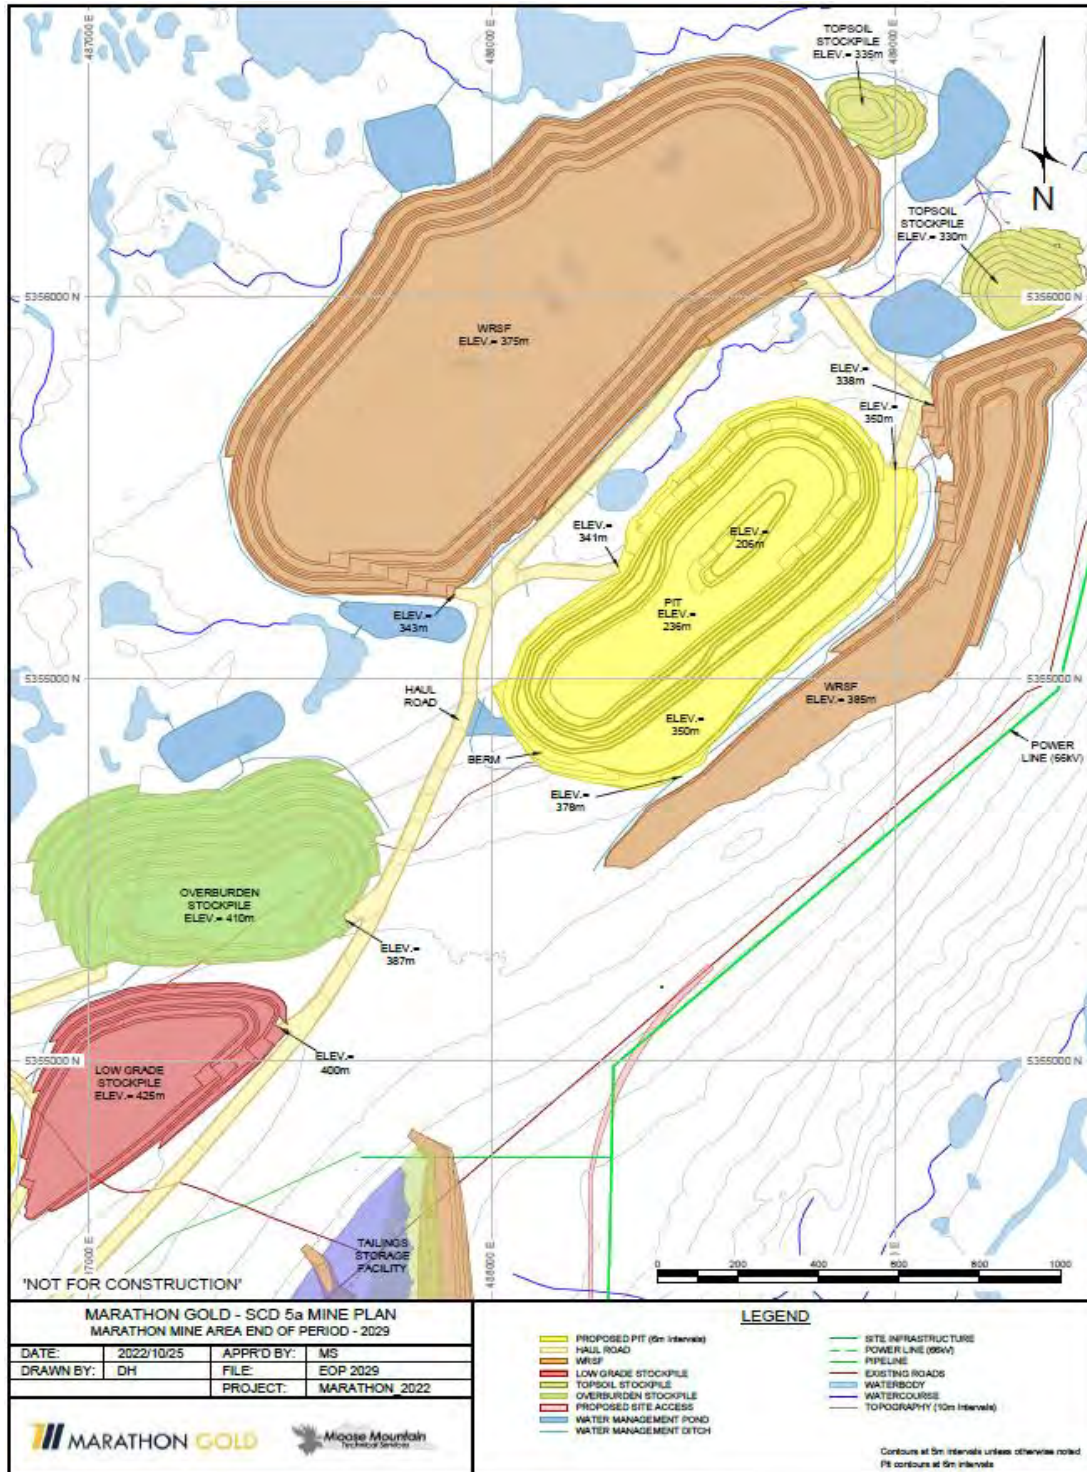 487000 E
488000 E
489000 E
TOPSOIL
STOCKPILE
ELEV.= 335m
N
TOPSOIL
STOCKPILE
ELEV.= 330m
5356000 N
5356000 N
WRSF
ELEV.= 375m
ELEV.=
338m
ELEV.=
350m
ELEV.=
341m
ELEV.=
206m
PIT
ELEV.=
236m
ELEV.=
343m
5355000 N
5355000 N
WRSF
ELEV.= 385m
HAUL
ROAD
ELEV.=
350m
BERM
POWER
LINE (66kV)
ELEV.=
378m
OVERBURDEN
STOCKPILE
ELEV.= 410m
ELEV.=
387m
ELEV.=
400m
5355000 N
5355000 N
LOW GRADE
STOCKPILE
ELEV.= 425m
TAILINGS
STORAGE
FACILITY
488000 E
0 200 400 600 800 1000
'NOT FOR CONSTRUCTION'
MARATHON GOLD - SCD 5a MINE PLAN
MARATHON MINE AREA END OF PERIOD - 2029
DATE: 2022/10/25 APPR'D BY: MS
DRAWN BY: DH FILE: EOP 2029
PROJECT: MARATHON_2022
MARATHON GOLD
Moose Mountain
Technical Services
LEGEND
PROPOSED PIT (6m Intervals)
HAUL ROAD
WRSF
LOW GRADE STOCKPILE
TOPSOIL STOCKPILE
OVERBURDEN STOCKPILE
PROPOSED SITE ACCESS
WATER MANAGEMENT POND
WATER MANAGEMENT DITCH
SITE INFRASTRUCTURE
POWER LINE (66kV)
PIPELINE
EXISTING ROADS
WATERBODY
WATERCOURSE
TOPOGRAPHY (10m Intervals)
Contours at 5m Intervals unless otherwise noted
Pit contours at 6m Intervals